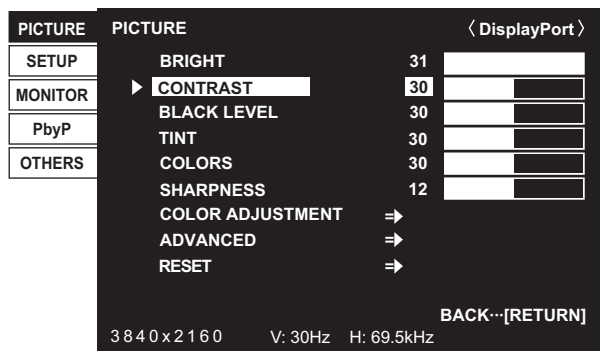 PICTURE
SETUP
MONITOR
PbyP
OTHERS
PICTURE 〈DisplayPort〉
BRIGHT 31
CONTRAST 30
BLACK LEVEL 30
TINT 30
COLORS 30
SHARPNESS 12
COLOR ADJUSTMENT
ADVANCED
RESET
BACK···[RETURN]
3840x2160 V: 30Hz H: 69.5kHz